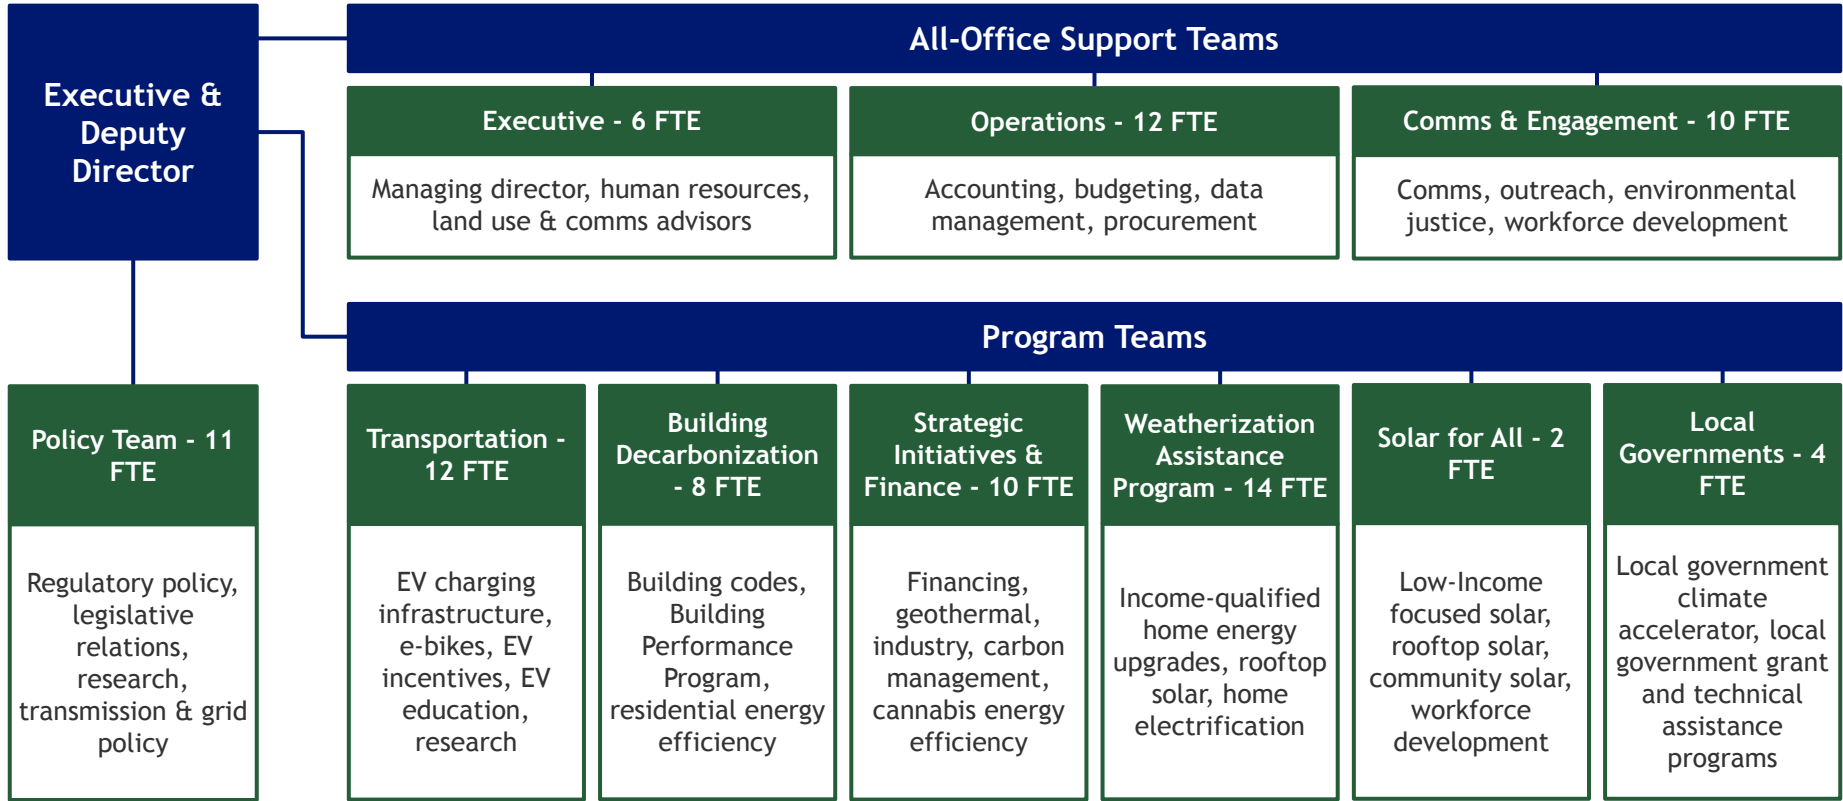 Executive &
Deputy
Director
All-Office Support Teams
Executive - 6 FTE
Managing director, human resources,
land use & comms advisors
Operations - 12 FTE
Accounting, budgeting, data
management, procurement
Comms & Engagement - 10 FTE
Comms, outreach, environmental
justice, workforce development
Program Teams
Policy Team - 11
FTE
Regulatory policy,
legislative
relations,
research,
transmission & grid
policy
Transportation -
12 FTE
EV charging
infrastructure,
e-bikes, EV
incentives, EV
education,
research
Building
Decarbonization
- 8 FTE
Building codes,
Building
Performance
Program,
residential energy
efficiency
Strategic
Initiatives &
Finance - 10 FTE
Financing,
geothermal,
industry, carbon
management,
cannabis energy
efficiency
Weatherization
Assistance
Program - 14 FTE
Income-qualified
home energy
upgrades, rooftop
solar, home
electrification
Solar for All - 2
FTE
Low-Income
focused solar,
rooftop solar,
community solar,
workforce
development
Local
Governments - 4
FTE
Local government
climate
accelerator, local
government grant
and technical
assistance
programs